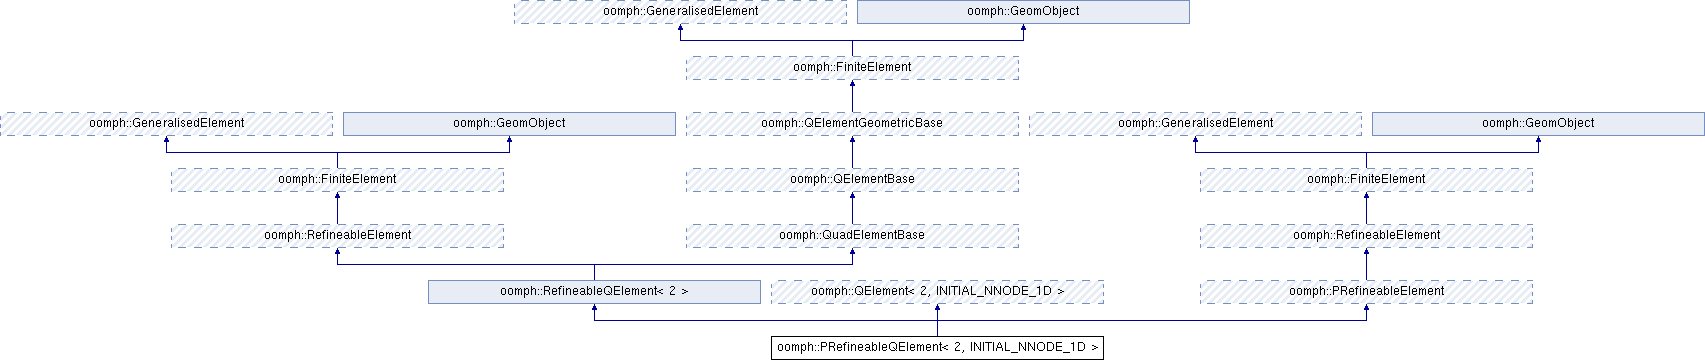 oomph::GeneralisedElement
oomph::GeomObject
oomph::FiniteElement
oomph::GeneralisedElement
oomph::GeomObject
oomph::QElementGeometricBase
oomph::GeneralisedElement
oomph::GeomObject
oomph::FiniteElement
oomph::QElementBase
oomph::FiniteElement
oomph::RefineableElement
oomph::QuadElementBase
oomph::RefineableElement
oomph::RefineableQElement< 2 >
oomph::QElement< 2, INITIAL_NNODE_1D >
oomph::PRefineableElement
oomph::PRefineableQElement< 2, INITIAL_NNODE_1D >